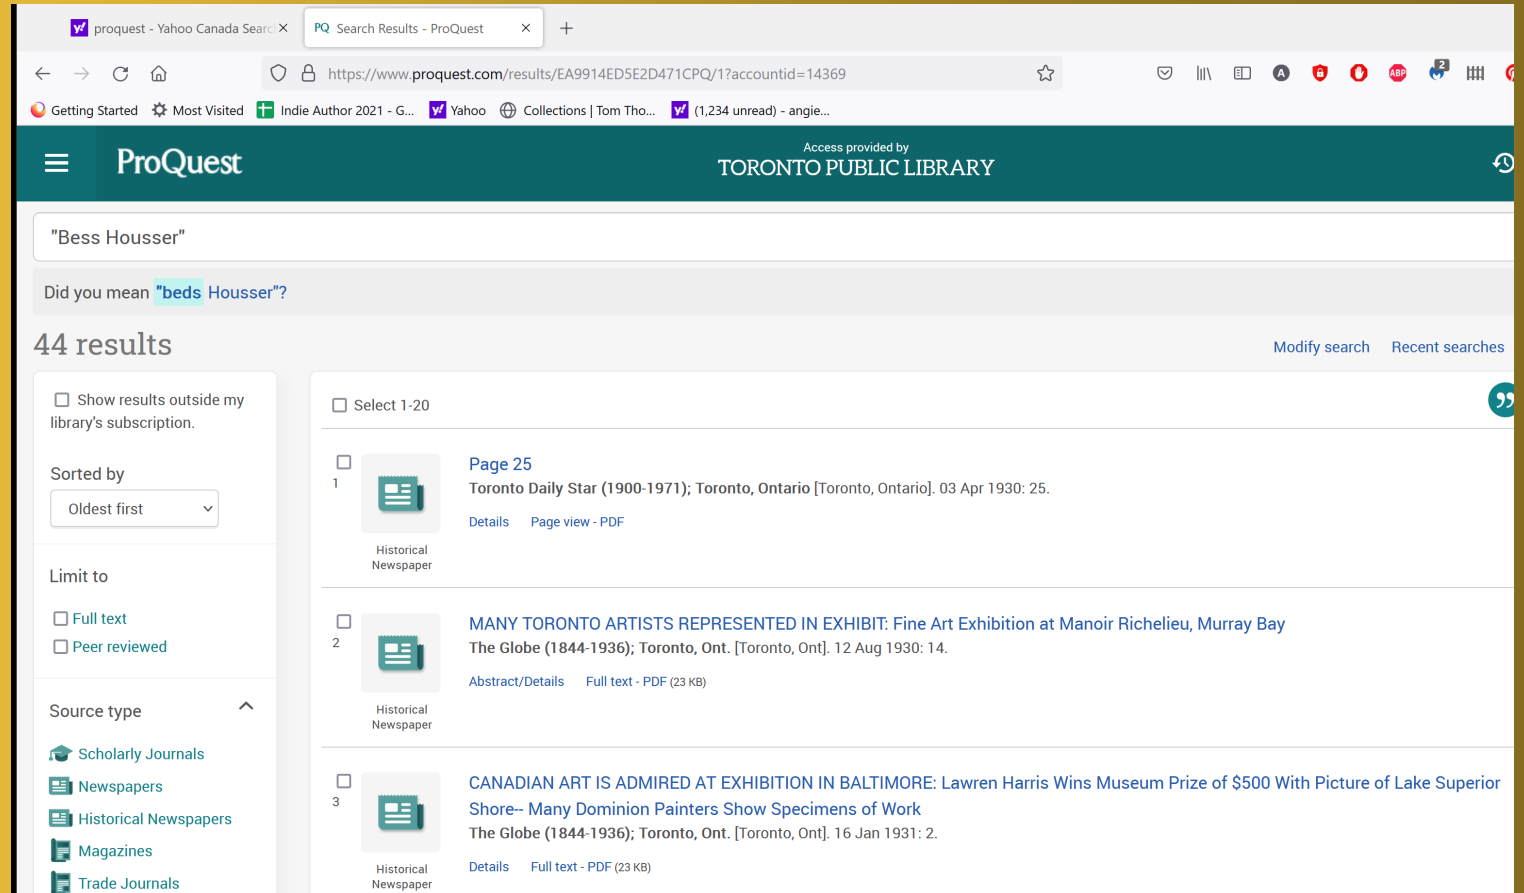 proquest - Yahoo Canada Searc
PQ Search Results - ProQuest
https://www.proquest.com/results/EA9914ED5E2D471CPQ/1?accountid=14369
A
ABP
2
Getting Started
Most Visited
Indie Author 2021 - G...
y! Yahoo
Collections | Tom Tho...
y! (1,234 unread) - angie...
ProQuest
Access provided by
TORONTO PUBLIC LIBRARY
"Bess Housser"
Did you mean "beds Housser"?
44 results
Modify search
Recent searches
Show results outside my
library's subscription.
Sorted by
Oldest first
Limit to
Full text
Peer reviewed
Source type
Scholarly Journals
Newspapers
Historical Newspapers
Magazines
Trade Journals
Select 1-20
1
Historical
Newspaper
Page 25
Toronto Daily Star (1900-1971); Toronto, Ontario [Toronto, Ontario]. 03 Apr 1930: 25.
Details
Page view - PDF
2
Historical
Newspaper
MANY TORONTO ARTISTS REPRESENTED IN EXHIBIT: Fine Art Exhibition at Manoir Richelieu, Murray Bay
The Globe (1844-1936); Toronto, Ont. [Toronto, Ont]. 12 Aug 1930: 14.
Abstract/Details
Full text - PDF (23 KB)
3
Historical
Newspaper
CANADIAN ART IS ADMIRED AT EXHIBITION IN BALTIMORE: Lawren Harris Wins Museum Prize of $500 With Picture of Lake Superior
Shore-- Many Dominion Painters Show Specimens of Work
The Globe (1844-1936); Toronto, Ont. [Toronto, Ont]. 16 Jan 1931: 2.
Details
Full text - PDF (23 KB)